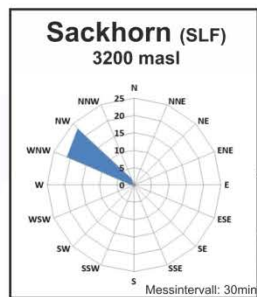 Sackhorn (SLF)
3200 masl
N
NNW NNE
25
NW 20 NE
15
WNW 10 ENE
5
W 0 E
WSW ESE
SW SE
SSW SSE
S
Messintervall: 30min